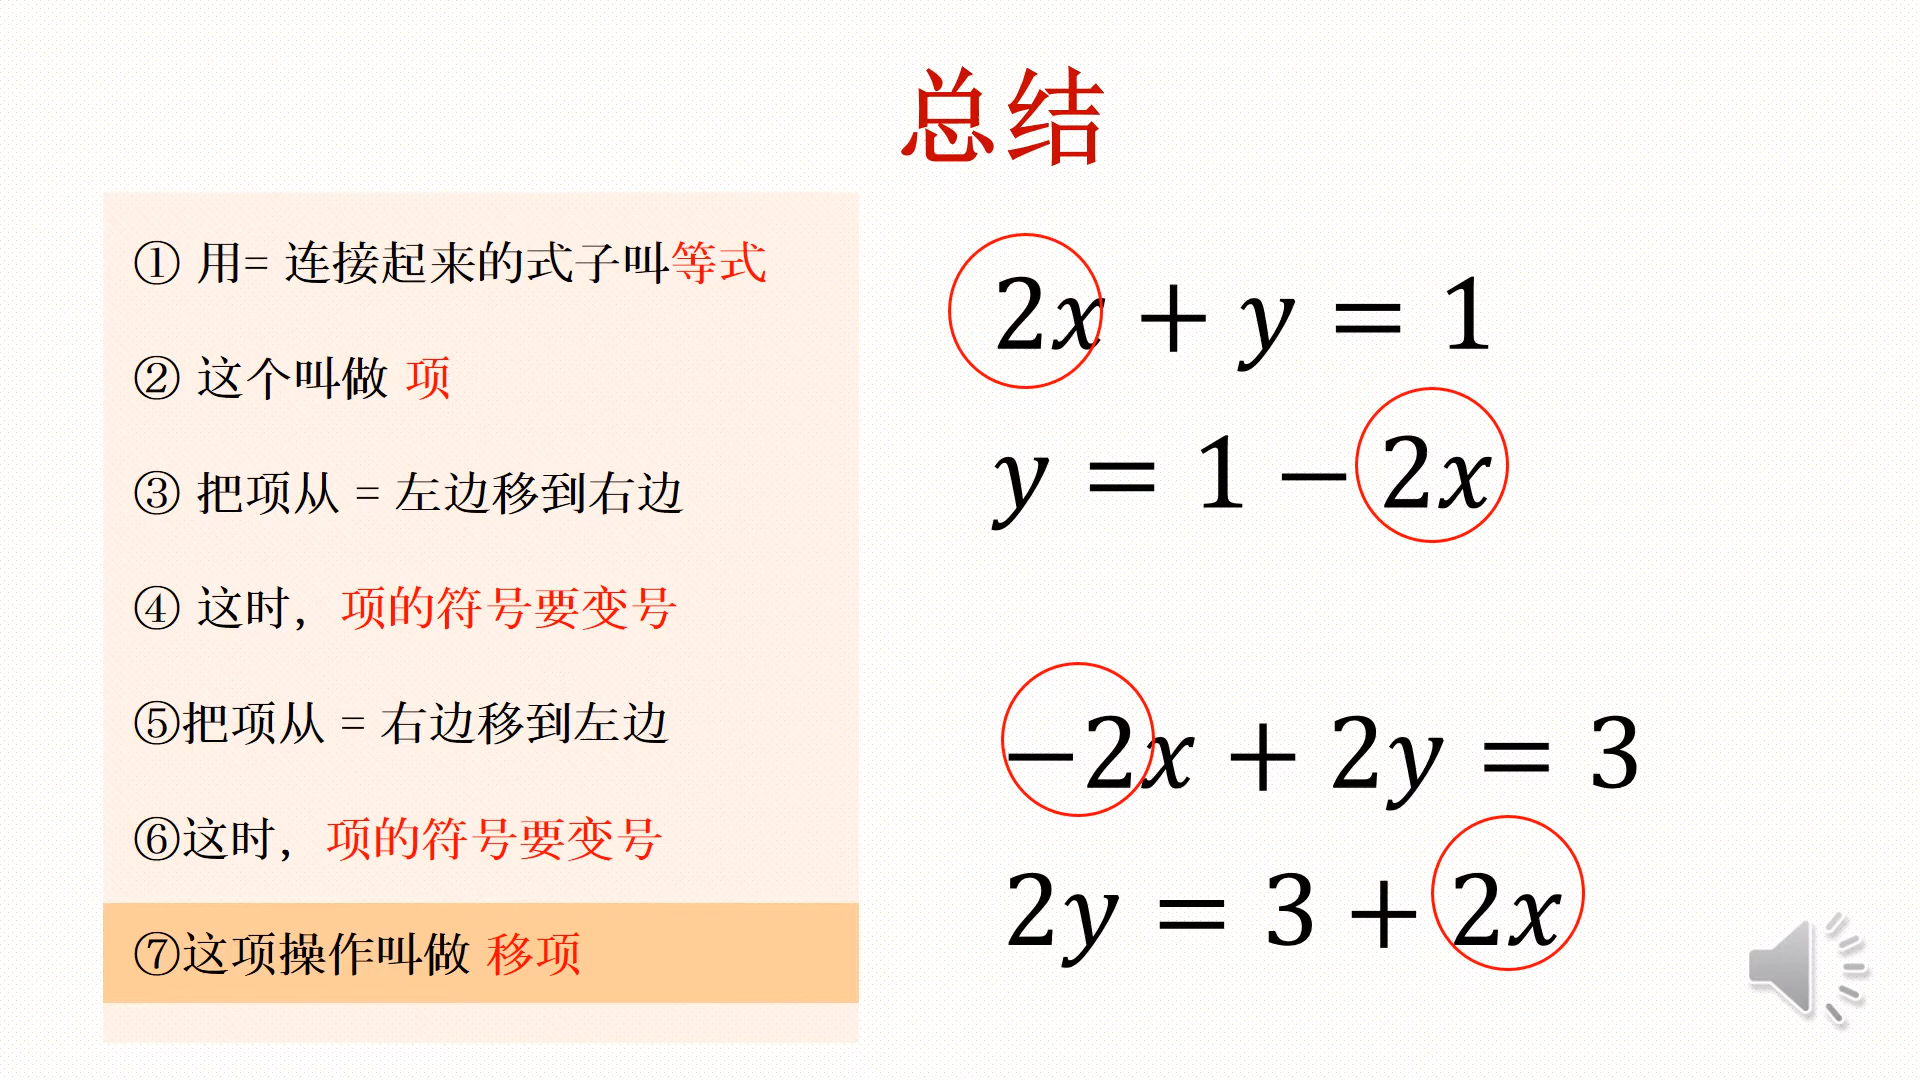 总结
① 用= 连接起来的式子叫等式
② 这个叫做 项
③ 把项从 = 左边移到右边
④ 这时，项的符号要变号
⑤把项从 = 右边移到左边
⑥这时，项的符号要变号
⑦这项操作叫做 移项
2x + y = 1
y = 1 − 2x
−2x + 2y = 3
2y = 3 + 2x